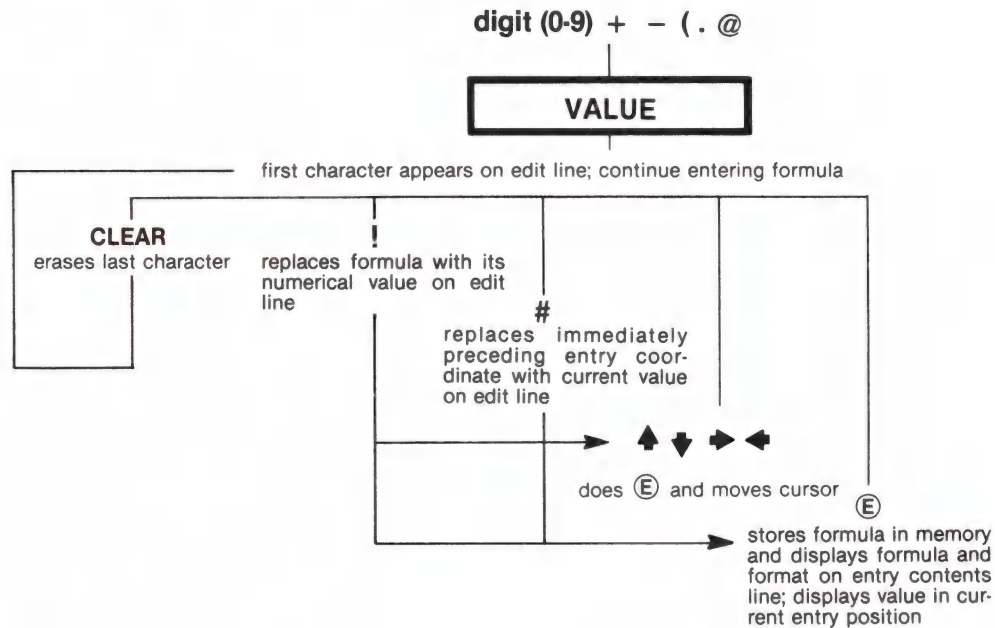 digit (0-9) + − ( . @
VALUE
first character appears on edit line; continue entering formula
CLEAR
erases last character
!
replaces formula with its
numerical value on edit
line
#
replaces immediately
preceding entry coor-
dinate with current value
on edit line
does Ⓔ and moves cursor
Ⓔ
stores formula in memory
and displays formula and
format on entry contents
line; displays value in cur-
rent entry position